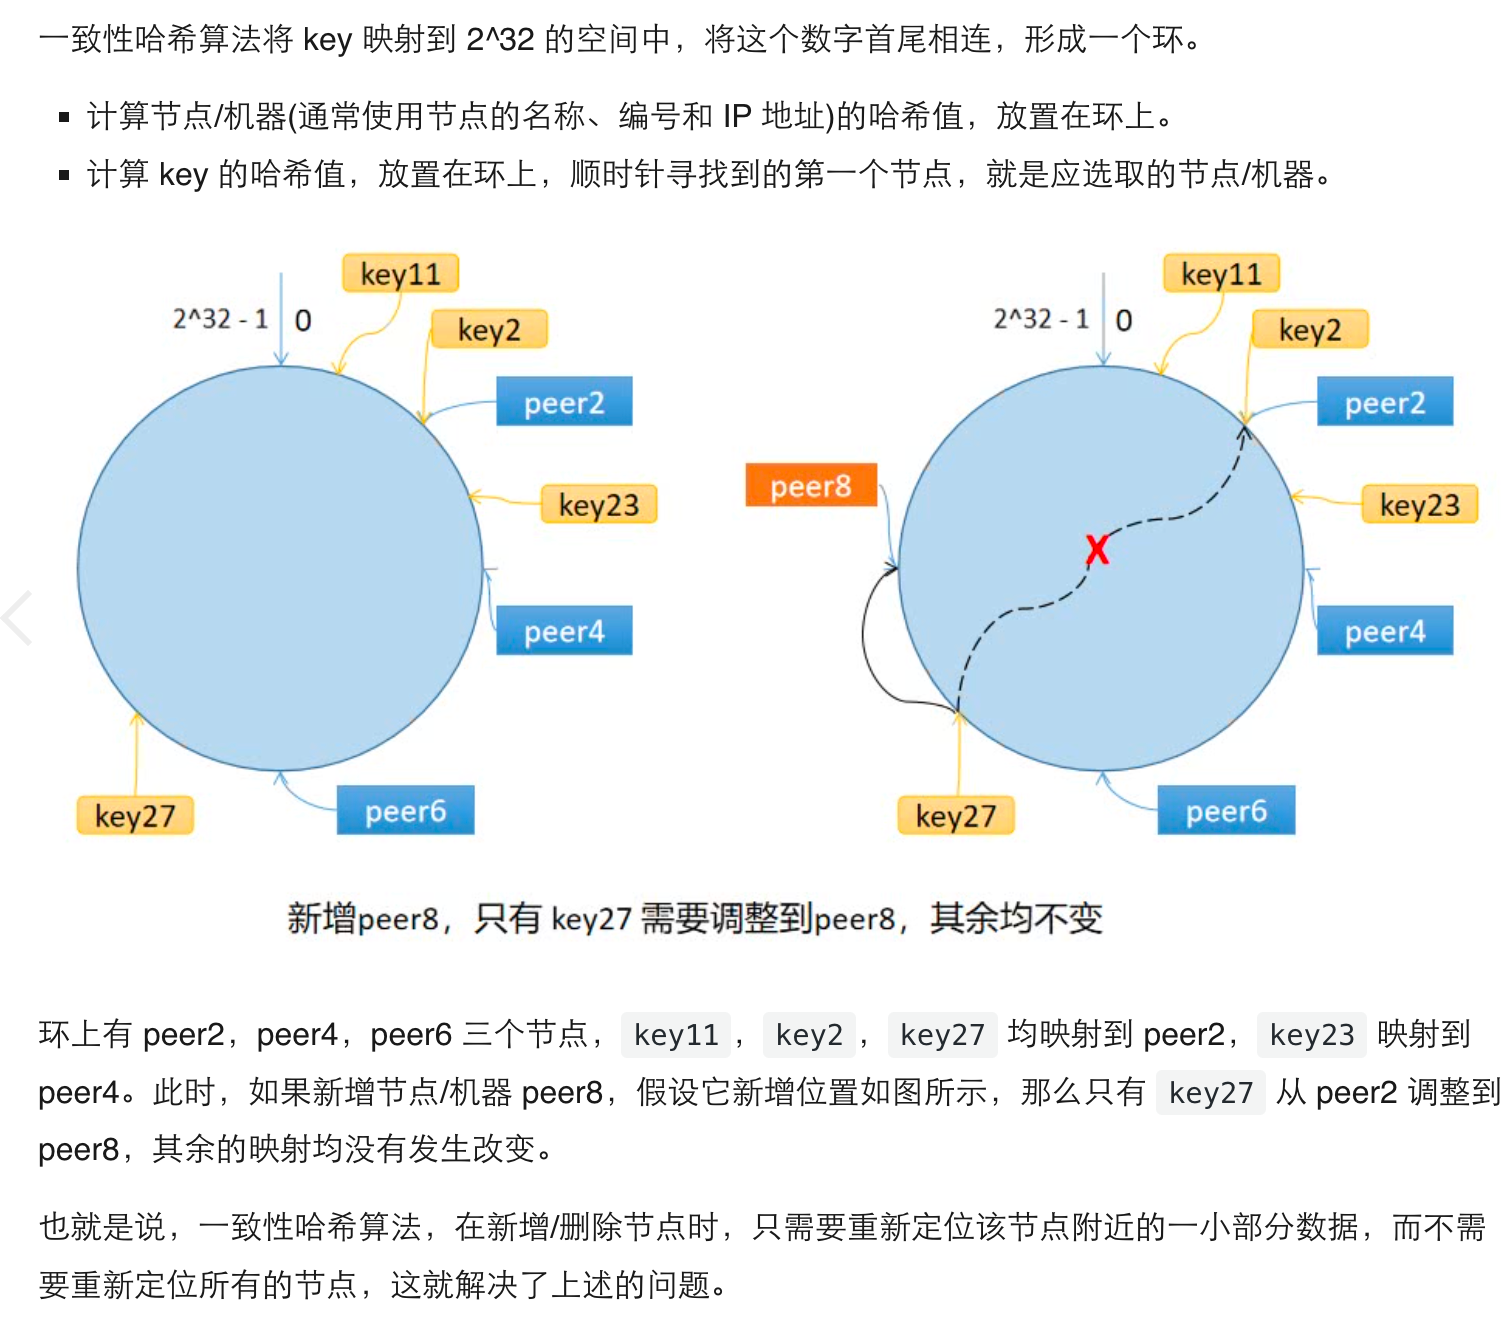 一致性哈希算法将 key 映射到 2^32 的空间中，将这个数字首尾相连，形成一个环。
计算节点/机器(通常使用节点的名称、编号和 IP 地址)的哈希值，放置在环上。
计算 key 的哈希值，放置在环上，顺时针寻找到的第一个节点，就是应选取的节点/机器。
key11
2^32 - 1
0
key2
peer2
key23
peer4
key27
peer6
key11
2^32 - 1
0
key2
peer2
peer8
key23
X
peer4
key27
peer6
新增peer8，只有 key27 需要调整到peer8，其余均不变
环上有 peer2，peer4，peer6 三个节点， key11 ， key2 ， key27 均映射到 peer2， key23 映射到
peer4。此时，如果新增节点/机器 peer8，假设它新增位置如图所示，那么只有 key27 从 peer2 调整到
peer8，其余的映射均没有发生改变。
也就是说，一致性哈希算法，在新增/删除节点时，只需要重新定位该节点附近的一小部分数据，而不需
要重新定位所有的节点，这就解决了上述的问题。